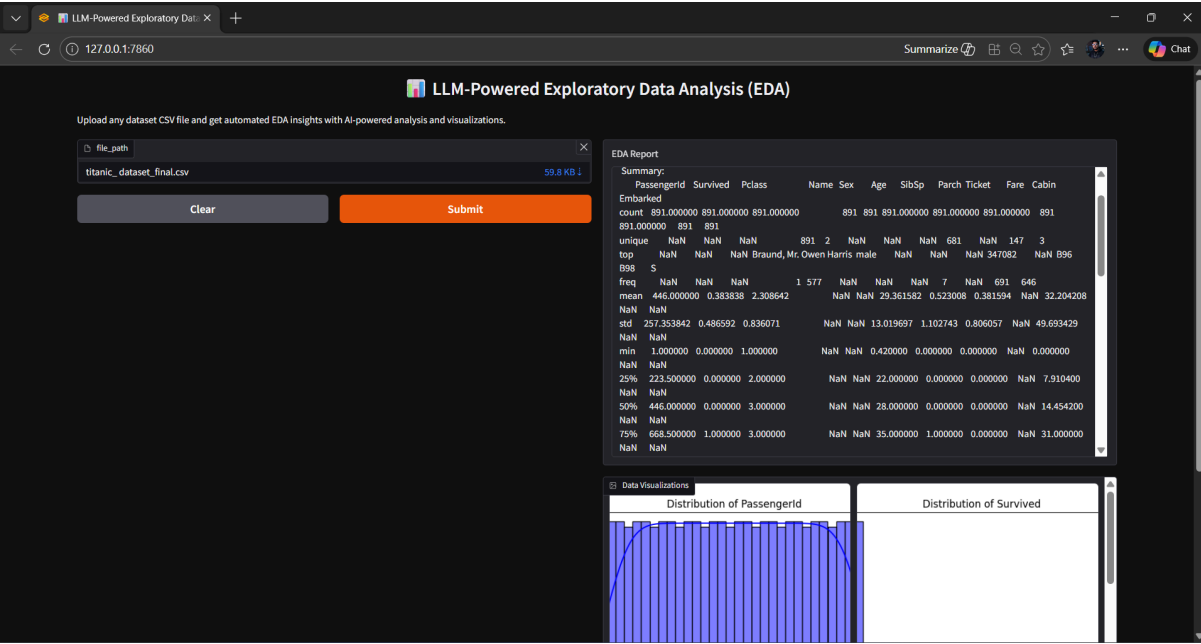 LLM-Powered Exploratory Data
127.0.0.1:7860
Summarize
Chat
LLM-Powered Exploratory Data Analysis (EDA)
Upload any dataset CSV file and get automated EDA insights with AI-powered analysis and visualizations.
file_path
titanic_ dataset_final.csv 59.8 KB ↓
Clear
Submit
EDA Report
Summary:
PassengerId Survived Pclass Name Sex Age SibSp Parch Ticket Fare Cabin
Embarked
count 891.000000 891.000000 891.000000 891 891 891.000000 891.000000 891.000000 891
891.000000 891 891
unique NaN NaN NaN 891 2 NaN NaN NaN 681 NaN 147 3
top NaN NaN NaN Braund, Mr. Owen Harris male NaN NaN NaN 347082 NaN B96
B98 S
freq NaN NaN NaN 1 577 NaN NaN NaN 7 NaN 691 646
mean 446.000000 0.383838 2.308642 NaN NaN 29.361582 0.523008 0.381594 NaN 32.204208
NaN NaN
std 257.353842 0.486592 0.836071 NaN NaN 13.019697 1.102743 0.806057 NaN 49.693429
NaN NaN
min 1.000000 0.000000 1.000000 NaN NaN 0.420000 0.000000 0.000000 NaN 0.000000
NaN NaN
25% 223.500000 0.000000 2.000000 NaN NaN 22.000000 0.000000 0.000000 NaN 7.910400
NaN NaN
50% 446.000000 0.000000 3.000000 NaN NaN 28.000000 0.000000 0.000000 NaN 14.454200
NaN NaN
75% 668.500000 1.000000 3.000000 NaN NaN 35.000000 1.000000 0.000000 NaN 31.000000
NaN NaN
Data Visualizations
Distribution of PassengerId
Distribution of Survived